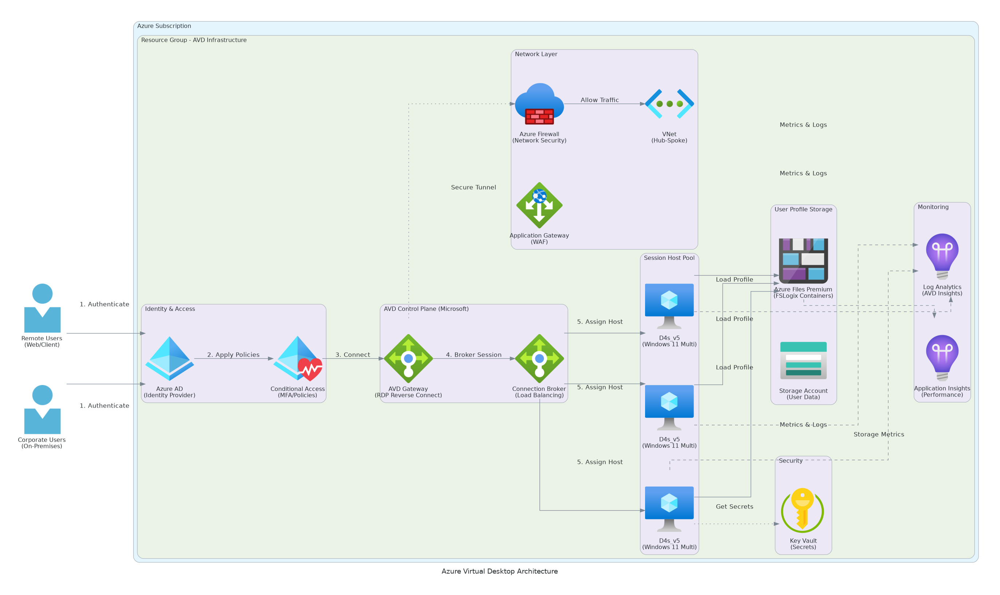 Azure Subscription
Resource Group - AVD Infrastructure
Network Layer
Allow Traffic
Azure Firewall
(Network Security)
VNet
(Hub-Spoke)
Metrics & Logs
Metrics & Logs
Secure Tunnel
Application Gateway
(WAF)
User Profile Storage
Monitoring
Session Host Pool
Load Profile
Azure Files Premium
(FSLogix Containers)
Log Analytics
(AVD Insights)
1. Authenticate
Identity & Access
AVD Control Plane (Microsoft)
Remote Users
(Web/Client)
5. Assign Host
Load Profile
D4s_v5
(Windows 11 Multi)
2. Apply Policies
3. Connect
4. Broker Session
Load Profile
Azure AD
(Identity Provider)
Conditional Access
(MFA/Policies)
AVD Gateway
(RDP Reverse Connect)
Connection Broker
(Load Balancing)
5. Assign Host
Storage Account
(User Data)
Application Insights
(Performance)
1. Authenticate
Corporate Users
(On-Premises)
D4s_v5
(Windows 11 Multi)
Metrics & Logs
Storage Metrics
5. Assign Host
Security
Get Secrets
D4s_v5
(Windows 11 Multi)
Key Vault
(Secrets)
Azure Virtual Desktop Architecture